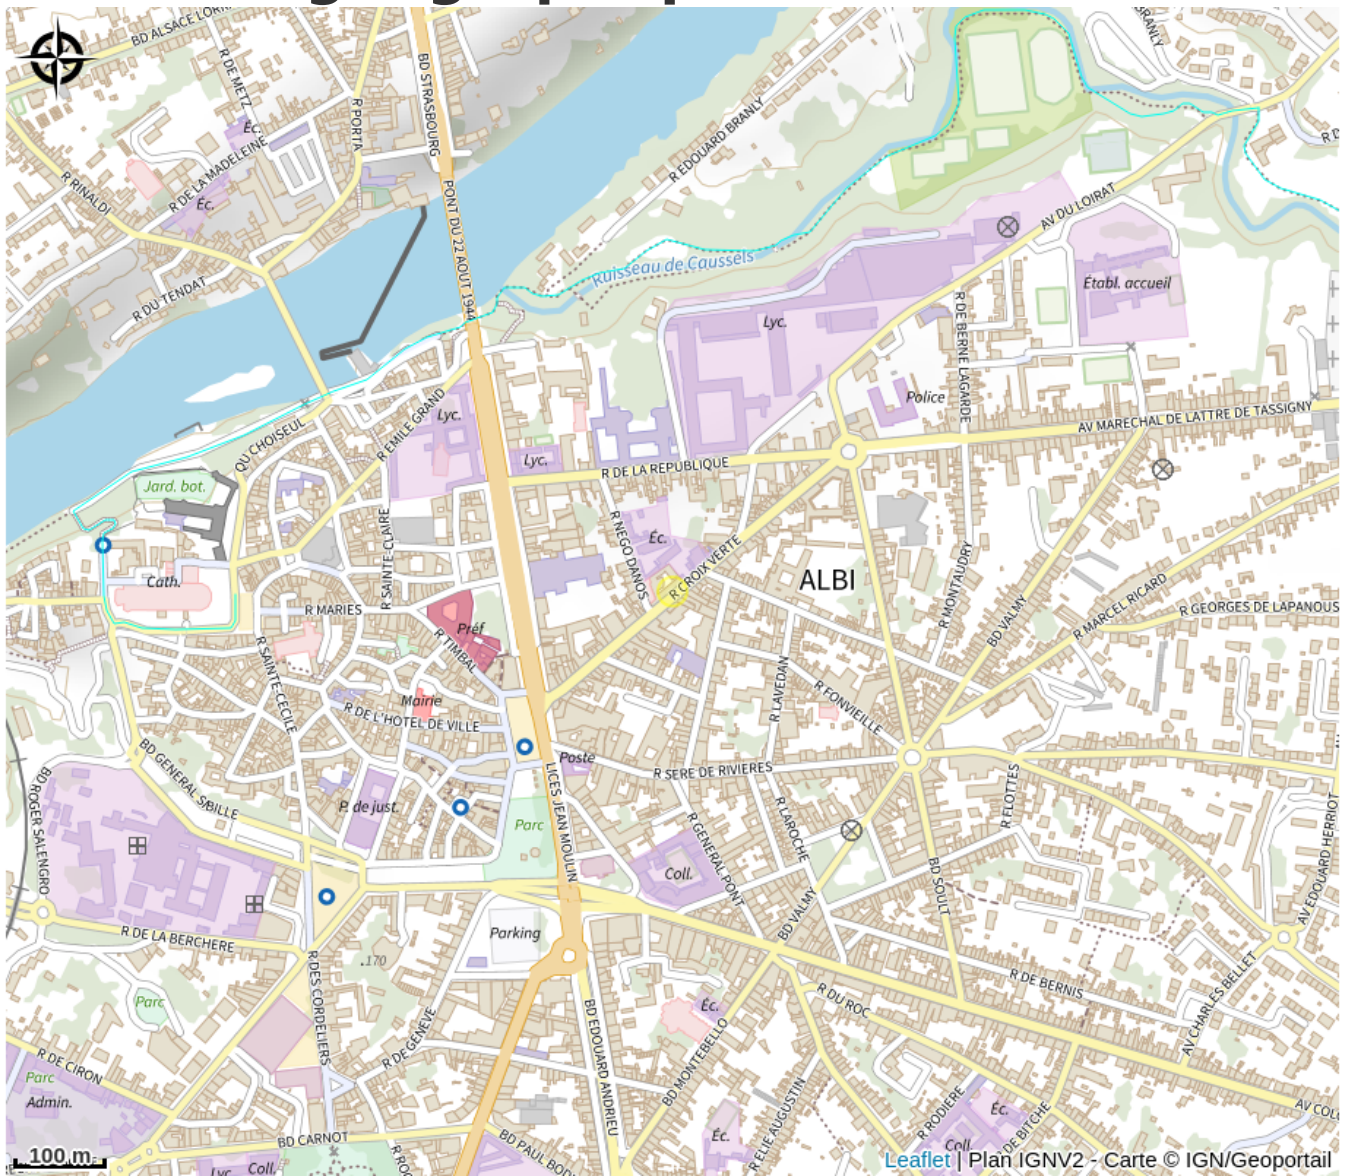 BD ALSACE LORR
R DE METZ
BD STRASBOURG
R PORTA
BRANLY
Éc.
R DE LA MADELEINE
R EDOUARD BRANLY
R RINALDI
Éc.
PONT DU 22 AOUT 1944
AV DU LOIRAT
R DU TENDAT
Ruisseau de Caussels
Établ. accueil
Lyc.
R DE BERNE LAGARDE
Police
R EMILE GRAND
Lyc.
QU CHOISEUL
AV MARECHAL DE LATTRE DE TASSIGNY
Lyc.
R DE LA REPUBLIQUE
Jard. bot.
R SAINTE-CLAIRE
R NEGO DANOS
Éc.
R CROIX VERTE
ALBI
Cath.
R MARIES
R MONTAUDRY
BD VALMY
R MARCEL RICARD
R GEORGES DE LAPANOUS
Préf
R TIMBAL
R SAINTE-CECILE
Mairie
R DE L'HOTEL DE VILLE
R LAVEDAN
R FONVIEILLE
Poste
R SERE DE RIVIERES
BD GENERAL SIBILLE
BD ROGER SALENGRO
P. de just.
LICES JEAN MOULIN
Parc
R LAROCHE
R FLOTTES
R GENERAL PONT
Coll.
BD SOULT
AV EDOUARD HERRIOT
BD VALMY
R DE LA BERCHERE
Parking
.170
R DES CORDELIERS
R DE BERNIS
AV CHARLES BELLET
Parc
R DU ROC
Éc.
R DE GENEVE
BD EDOUARD ANDRIEU
BD MONTEBELLO
R DE CIRON
Parc
Admin.
R ELIE AUGUSTIN
R RODIERE
Éc.
R DE BITCHE
AV COL
Éc.
Coll.
BD CARNOT
BD PAUL BOD
100 m
Lyc.
Coll.
R ROC
Leaflet | Plan IGNV2 - Carte © IGN/Geoportail